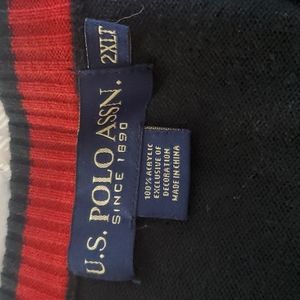 2XLT
U.S. POLO ASSN.
SINCE 1890
100% ACRYLIC
EXCLUSIVE OF
DECORATION
MADE IN CHINA